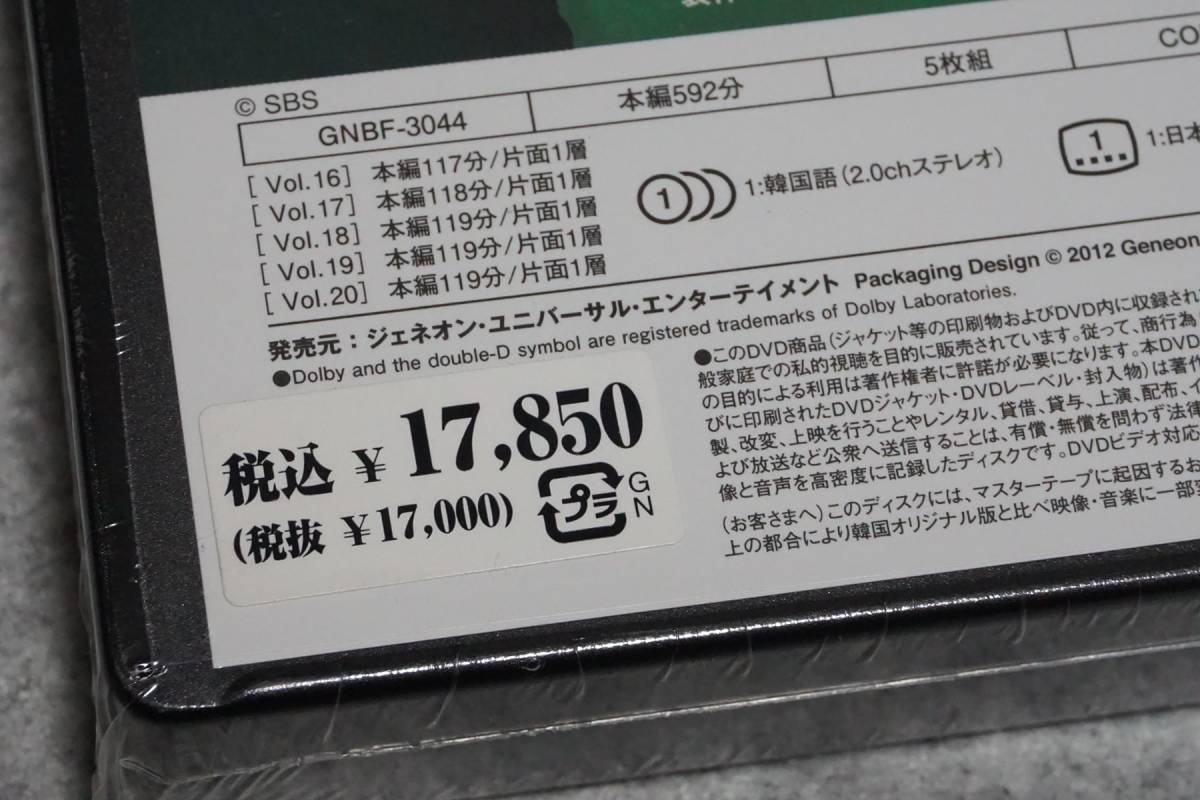 © SBS
GNBF-3044
本編592分
5枚組
CO
[ Vol.16] 本編117分/片面1層
[ Vol.17] 本編118分/片面1層
[ Vol.18] 本編119分/片面1層
[ Vol.19] 本編119分/片面1層
[ Vol.20] 本編119分/片面1層
1 1:韓国語(2.0chステレオ)
1 1:日本
発売元:ジェネオン・ユニバーサル・エンターテイメント Packaging Design © 2012 Geneon
●Dolby and the double-D symbol are registered trademarks of Dolby Laboratories.
●このDVD商品(ジャケット等の印刷物およびDVD内に収録され
般家庭での私的視聴を目的に販売されています。従って、商行為、
の目的による利用は著作権者に許諾が必要になります。本DVD
びに印刷されたDVDジャケット・DVDレーベル・封入物)は著作
製、改変、上映を行うことやレンタル、貸借、貸与、上演、配布、イ
および放送など公衆へ送信することは、有償・無償を問わず法律
像と音声を高密度に記録したディスクです。DVDビデオ対応
(お客さまへ)このディスクには、マスターテープに起因するお
上の都合により韓国オリジナル版と比べ映像・音楽に一部変
税込 ¥17,850
(税抜 ¥17,000)
プラ
G
N